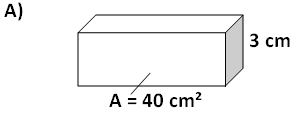 A)
3 cm
A = 40 cm²